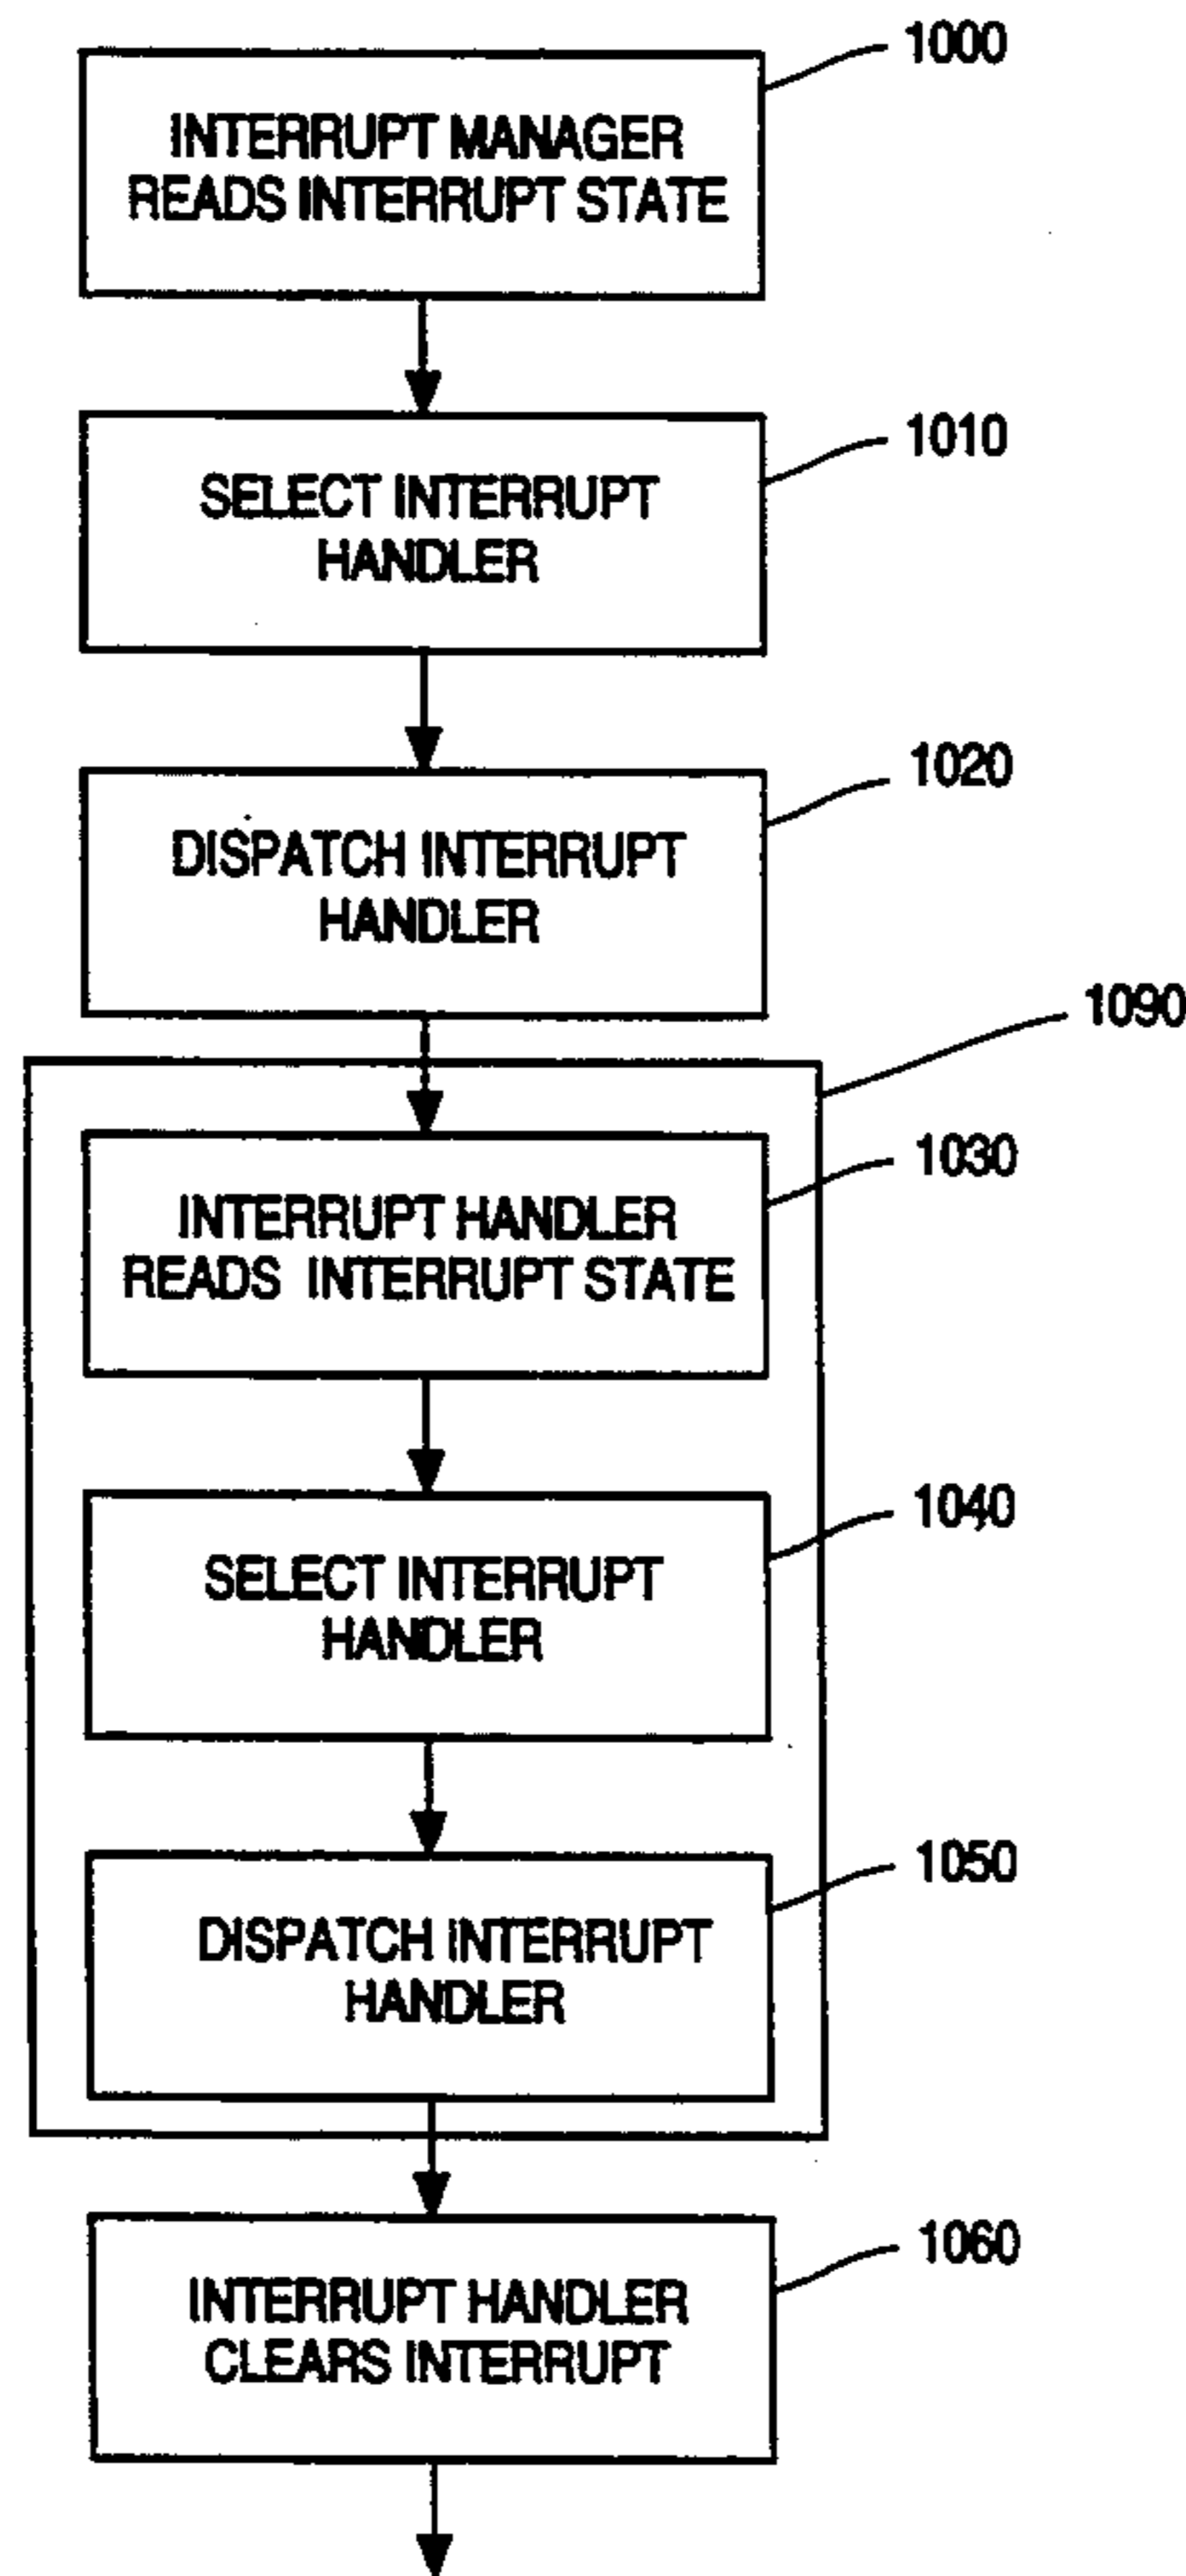 1000
INTERRUPT MANAGER
READS INTERRUPT STATE
1010
SELECT INTERRUPT
HANDLER
1020
DISPATCH INTERRUPT
HANDLER
1090
1030
INTERRUPT HANDLER
READS INTERRUPT STATE
1040
SELECT INTERRUPT
HANDLER
1050
DISPATCH INTERRUPT
HANDLER
1060
INTERRUPT HANDLER
CLEARS INTERRUPT